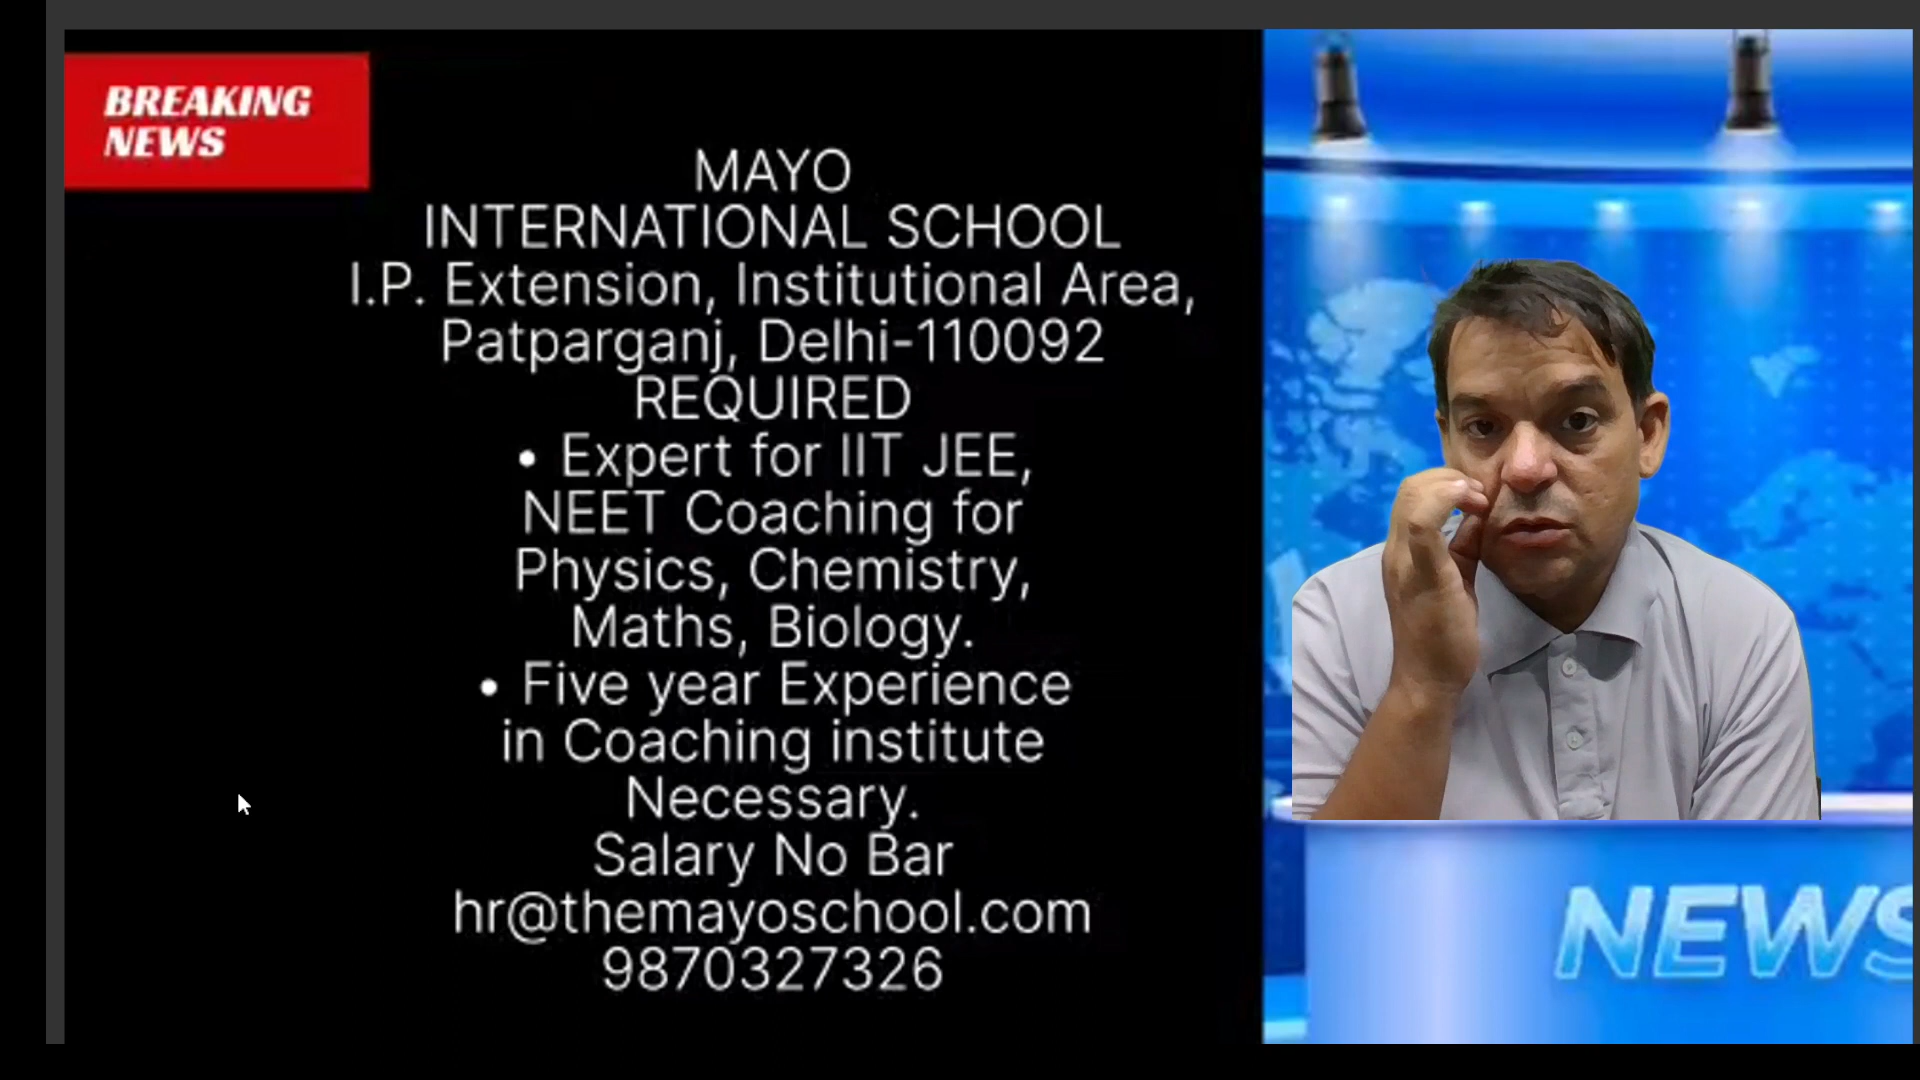 BREAKING
NEWS
MAYO
INTERNATIONAL SCHOOL
I.P. Extension, Institutional Area,
Patparganj, Delhi-110092
REQUIRED
• Expert for IIT JEE,
NEET Coaching for
Physics, Chemistry,
Maths, Biology.
• Five year Experience
in Coaching institute
Necessary.
Salary No Bar
hr@themayoschool.com
9870327326
NEWS